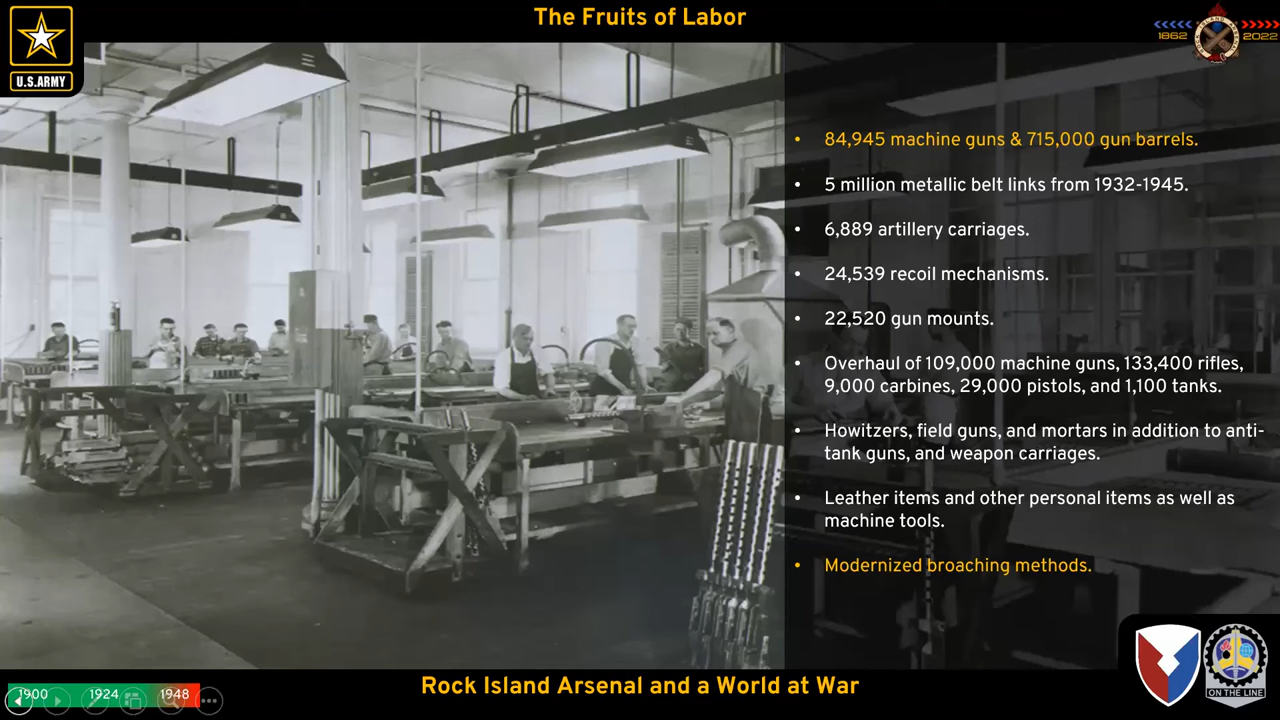 The Fruits of Labor
U.S.ARMY
1862
2022
• 84,945 machine guns & 715,000 gun barrels.
• 5 million metallic belt links from 1932-1945.
• 6,889 artillery carriages.
• 24,539 recoil mechanisms.
• 22,520 gun mounts.
• Overhaul of 109,000 machine guns, 133,400 rifles,
9,000 carbines, 29,000 pistols, and 1,100 tanks.
• Howitzers, field guns, and mortars in addition to anti-
tank guns, and weapon carriages.
• Leather items and other personal items as well as
machine tools.
• Modernized broaching methods.
1900
1924
1948
Rock Island Arsenal and a World at War
ON THE LINE